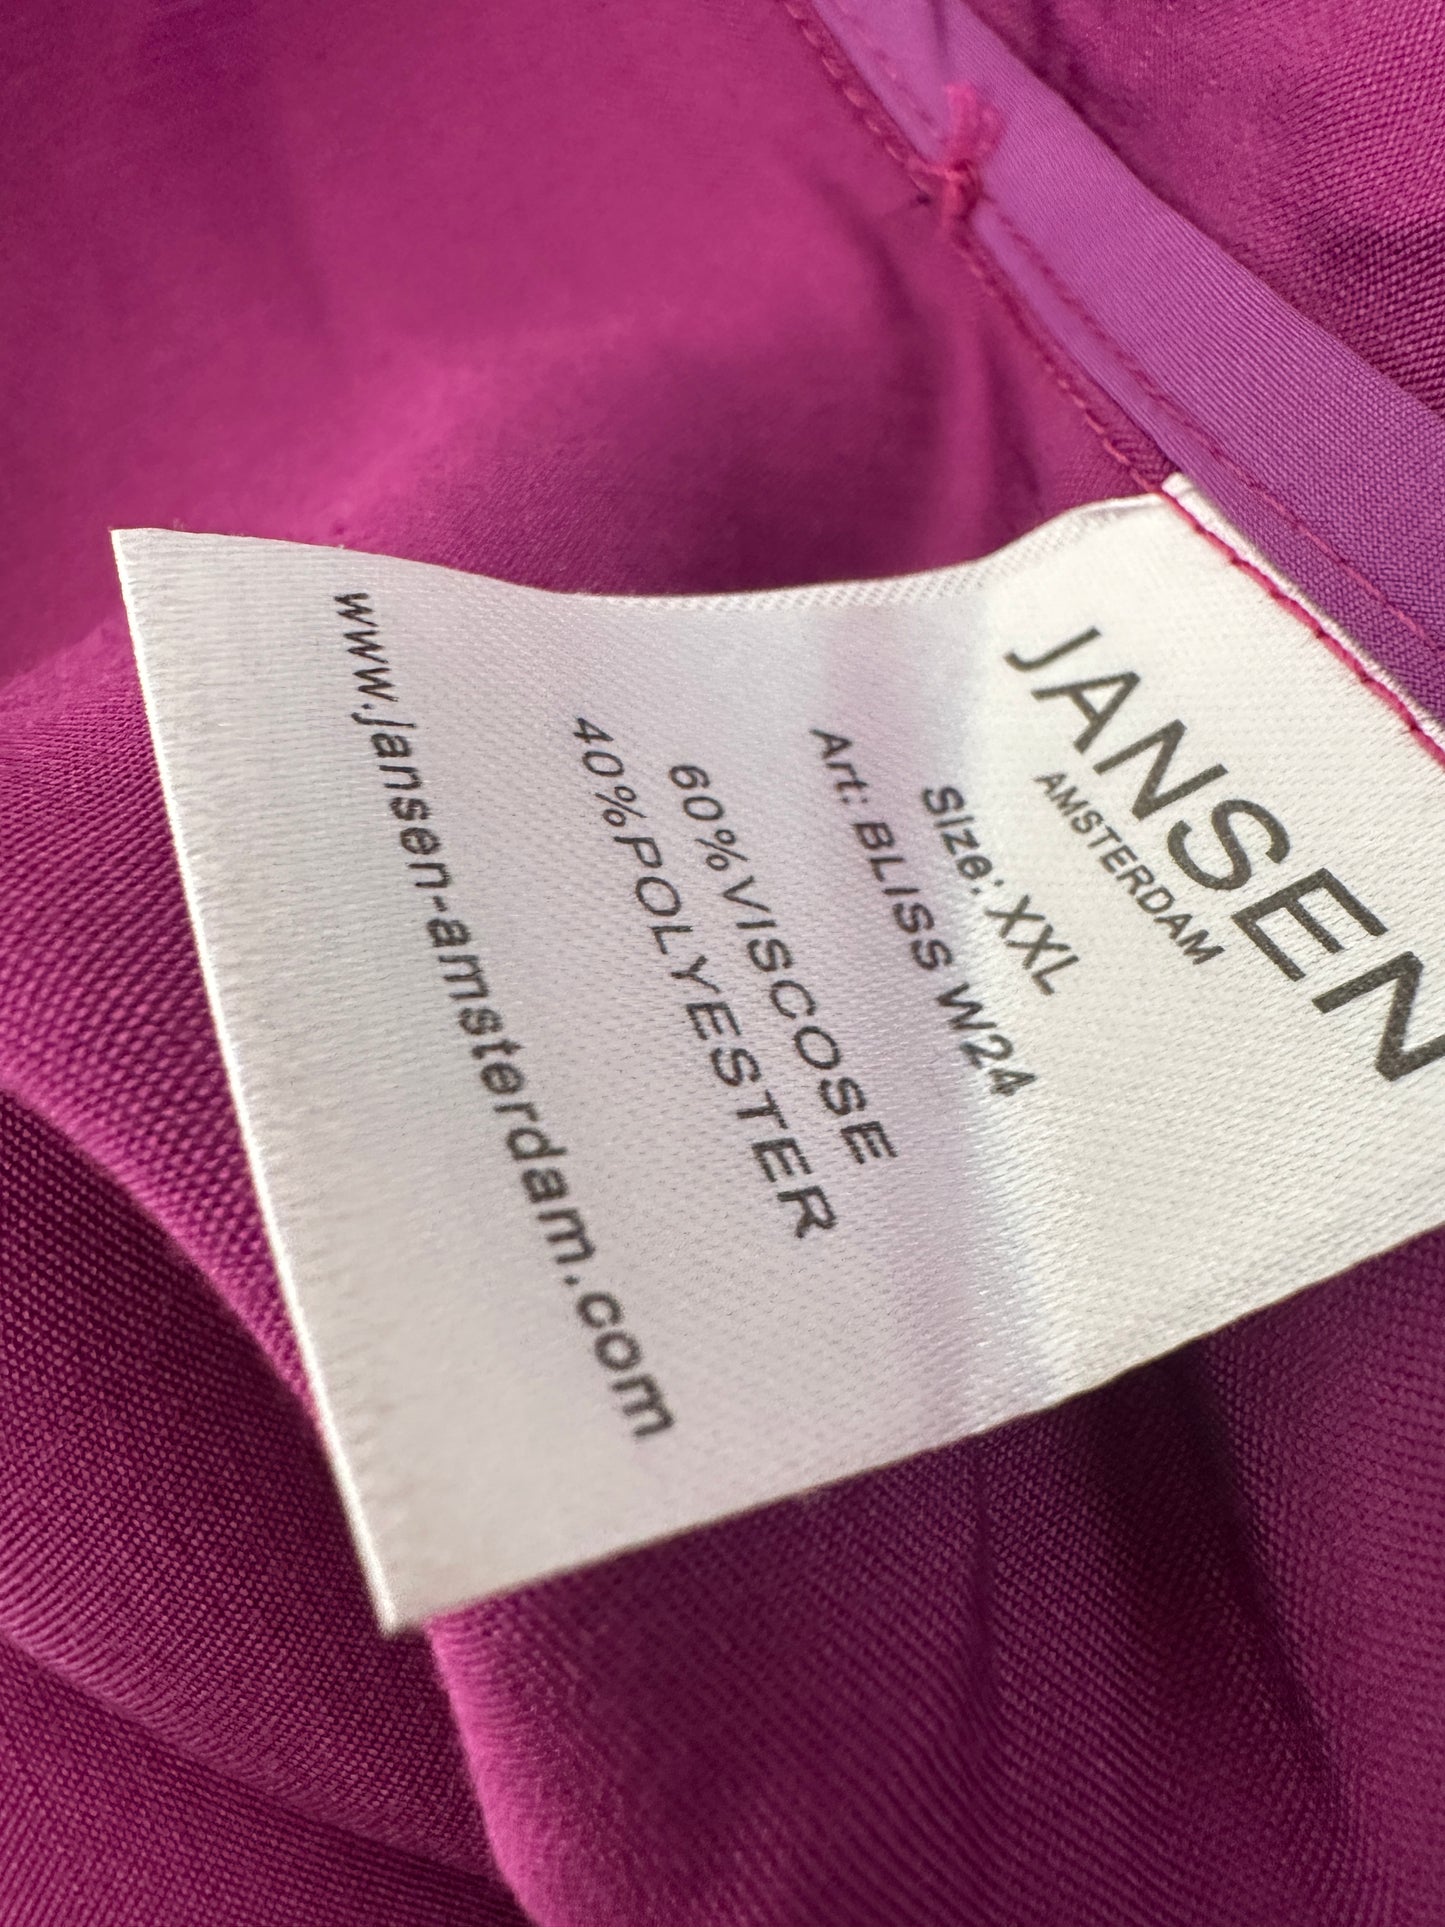 JANSEN
AMSTERDAM
Size: XXL
Art: BLISS W24
60%VISCOSE
40%POLYESTER
www.jansen-amsterdam.com